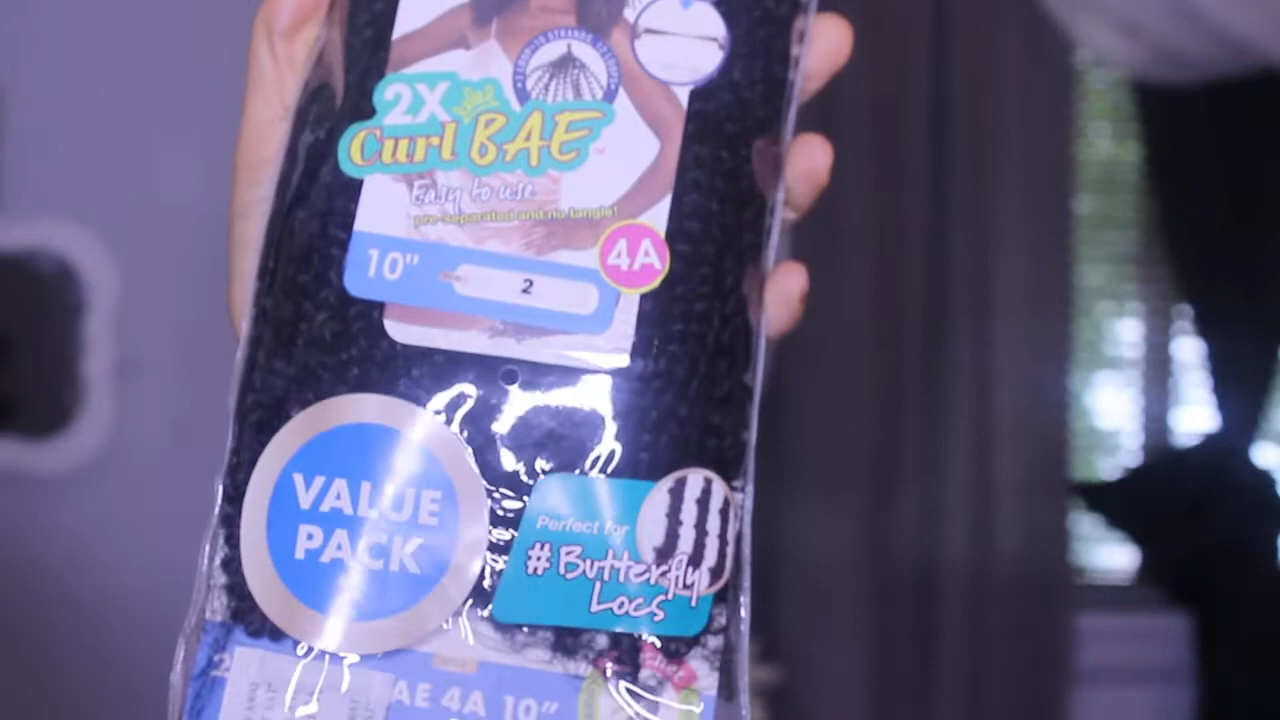 2X
Curl BAE
Easy to use
pre-separated and no tangle!
4A
10"
2
VALUE
PACK
Perfect for
#Butterfly
Locs
AE 4A 10"